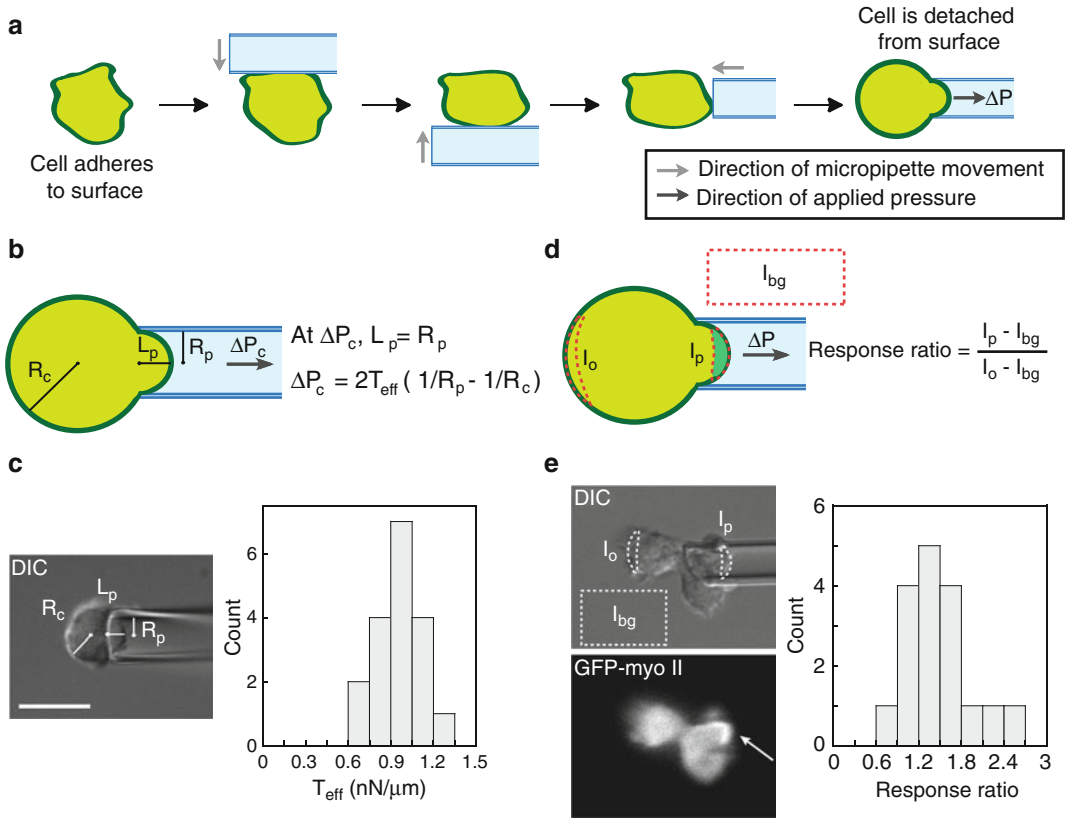 a
Cell adheres
to surface
Cell is detached
from surface
ΔP
Direction of micropipette movement
Direction of applied pressure
b
R_c
L_p
R_p
ΔP_c
At ΔP_c, L_p = R_p
ΔP_c = 2T_eff ( 1/R_p - 1/R_c)
d
I_bg
I_o
I_p
ΔP
Response ratio = (I_p - I_bg) / (I_o - I_bg)
c
DIC
R_c
L_p
R_p
Count
6
4
2
0
0 0.3 0.6 0.9 1.2 1.5
T_eff (nN/μm)
e
DIC
I_p
I_o
I_bg
GFP-myo II
Count
6
4
2
0
0 0.6 1.2 1.8 2.4 3
Response ratio